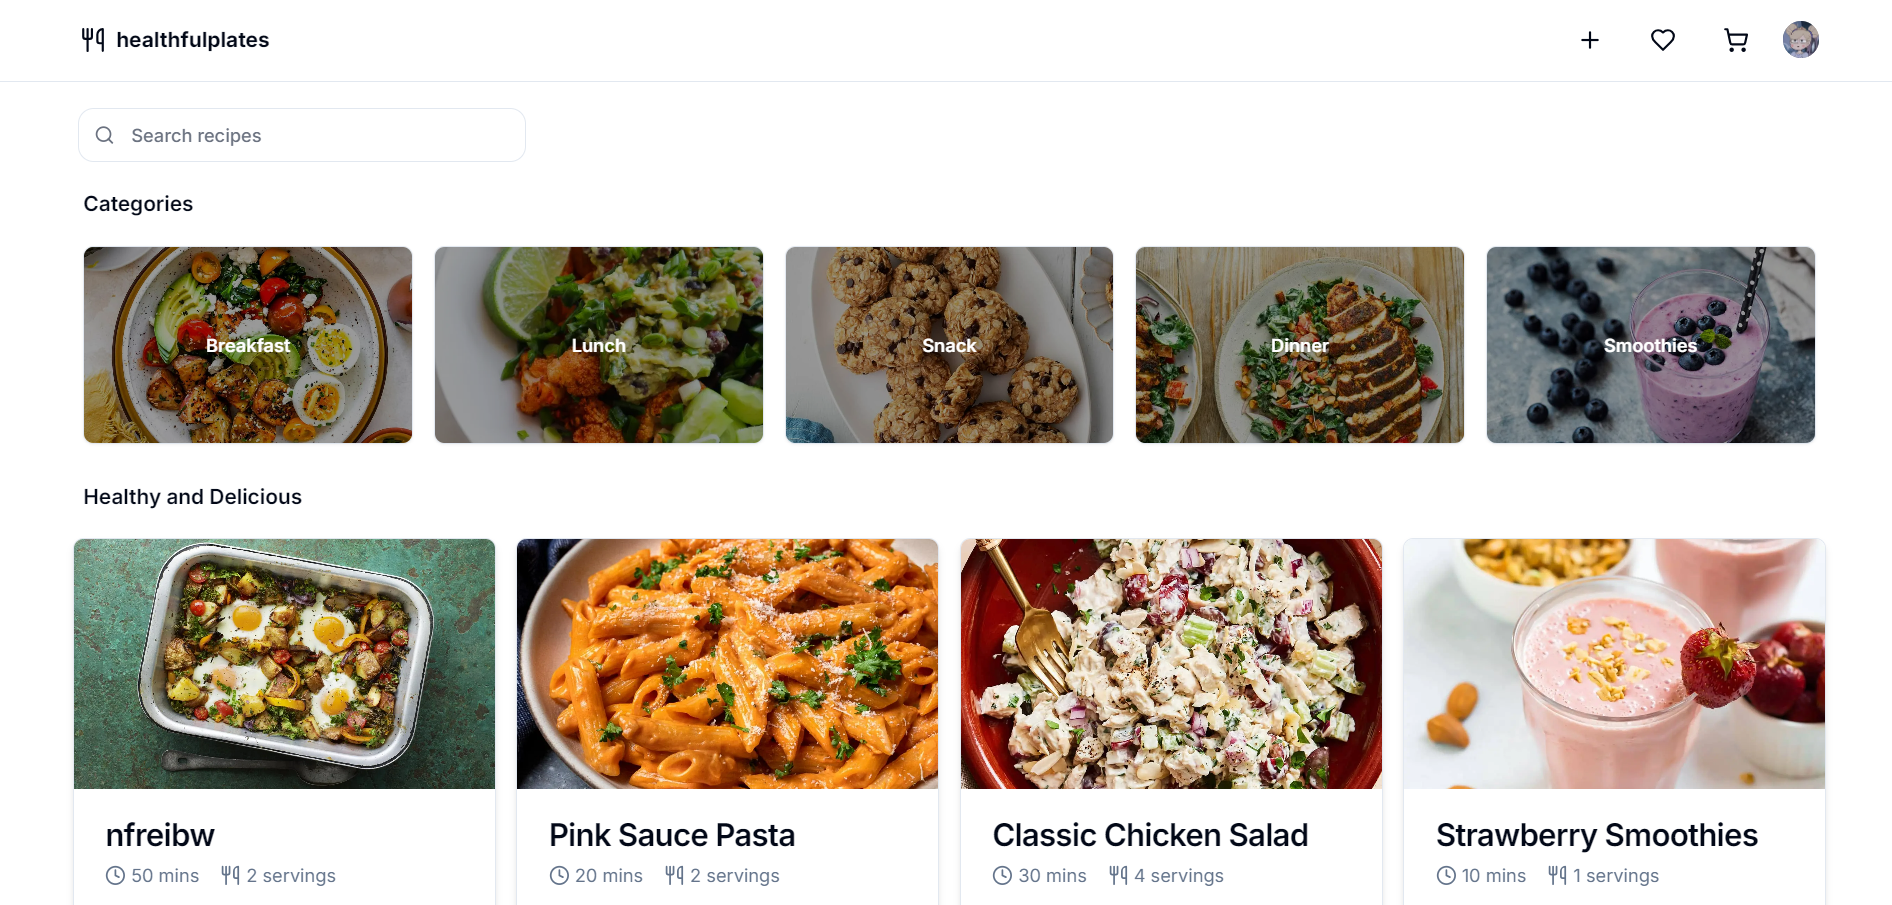 healthfulplates
Search recipes
Categories
Breakfast
Lunch
Snack
Dinner
Smoothies
Healthy and Delicious
nfreibw
50 mins 2 servings
Pink Sauce Pasta
20 mins 2 servings
Classic Chicken Salad
30 mins 4 servings
Strawberry Smoothies
10 mins 1 servings